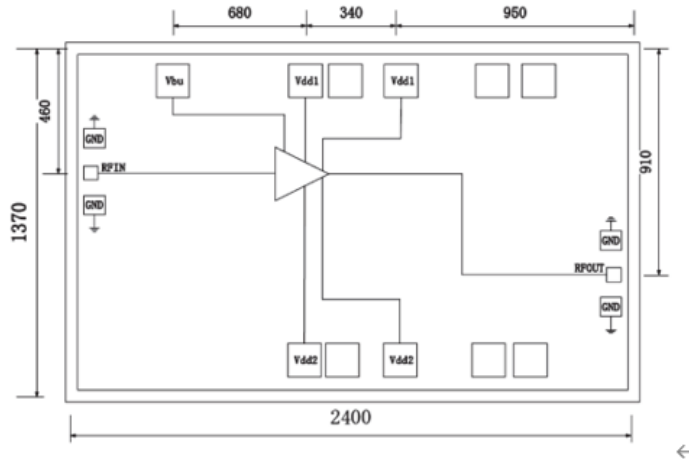 680 340 950
Vbu Vdd1 Vdd1
460
GND
RFIN
GND
1370
910
GND
RFOUT
GND
Vdd2 Vdd2
2400
←